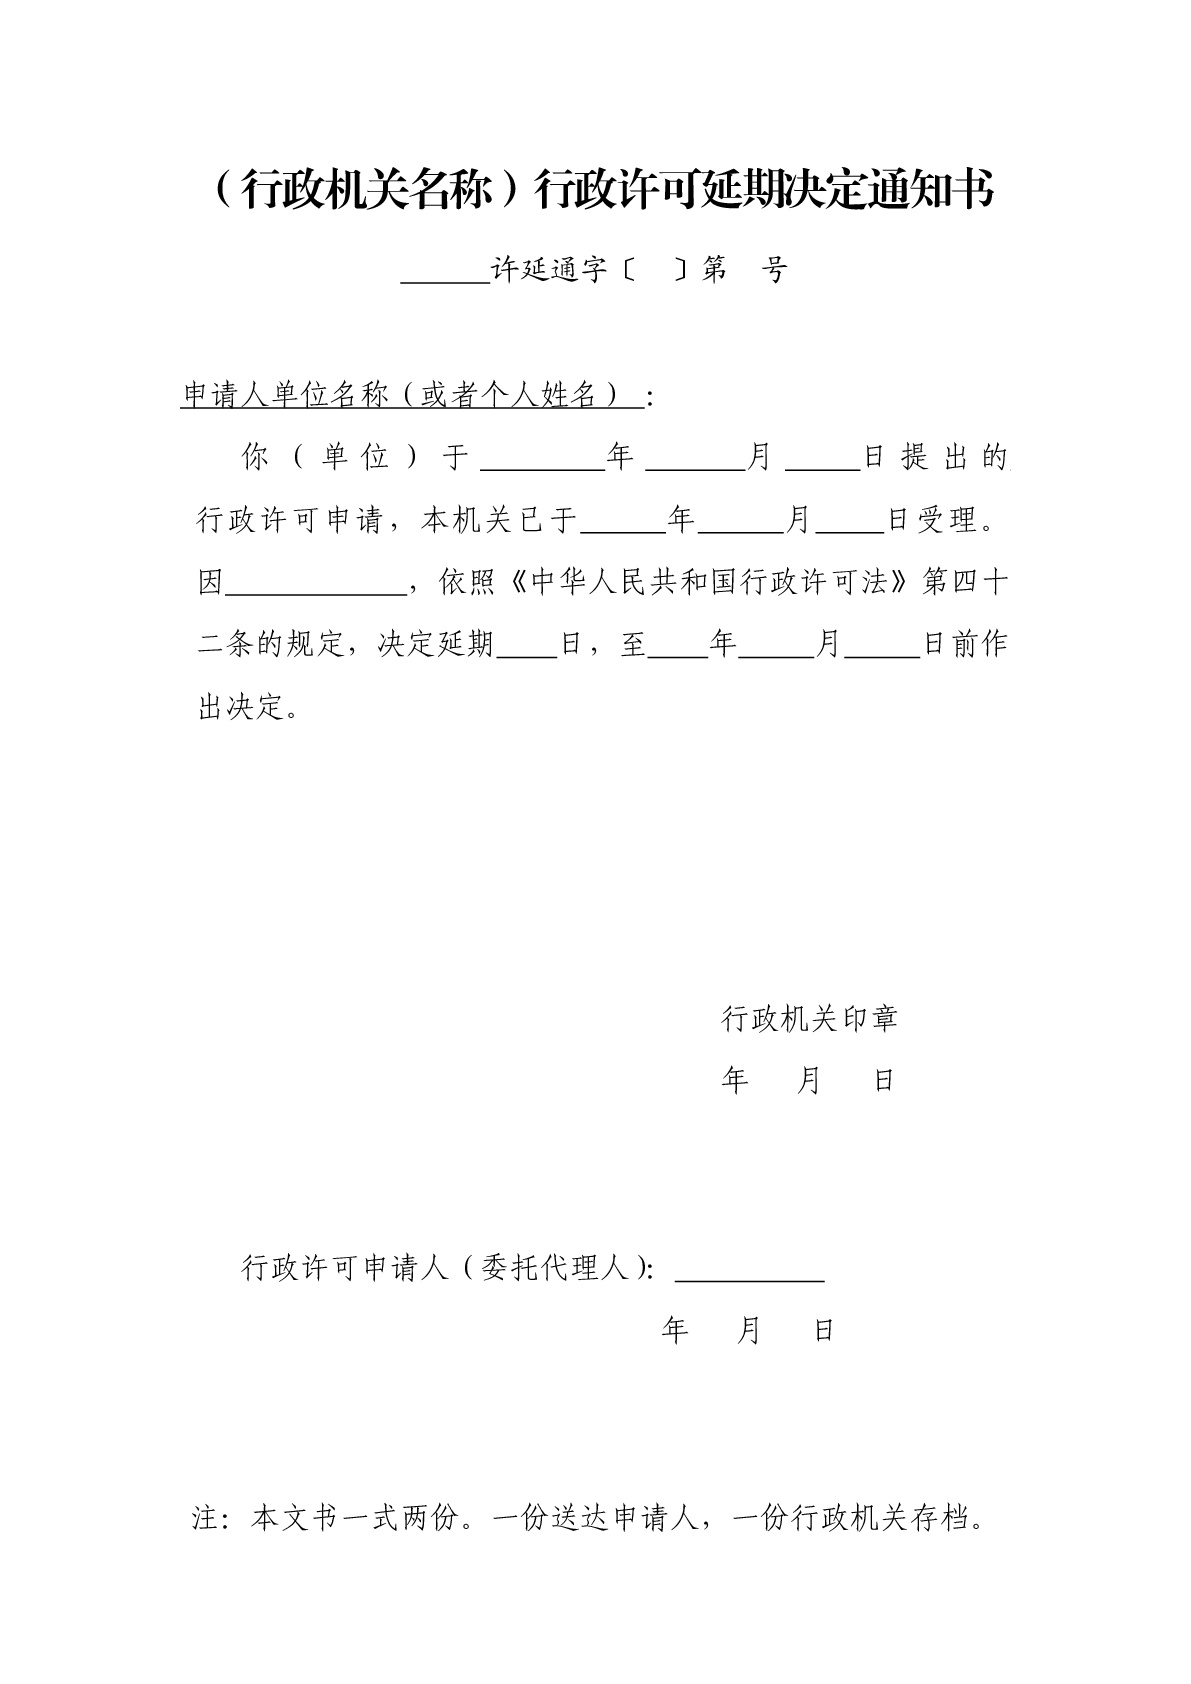 （行政机关名称）行政许可延期决定通知书
______许延通字〔 〕第 号
申请人单位名称（或者个人姓名）：
你（单位）于________年_______月_____日提出的
行政许可申请，本机关已于______年______月_____日受理。
因____________，依照《中华人民共和国行政许可法》第四十
二条的规定，决定延期____日，至____年_____月_____日前作
出决定。
行政机关印章
年 月 日
行政许可申请人（委托代理人）：__________
年 月 日
注：本文书一式两份。一份送达申请人，一份行政机关存档。